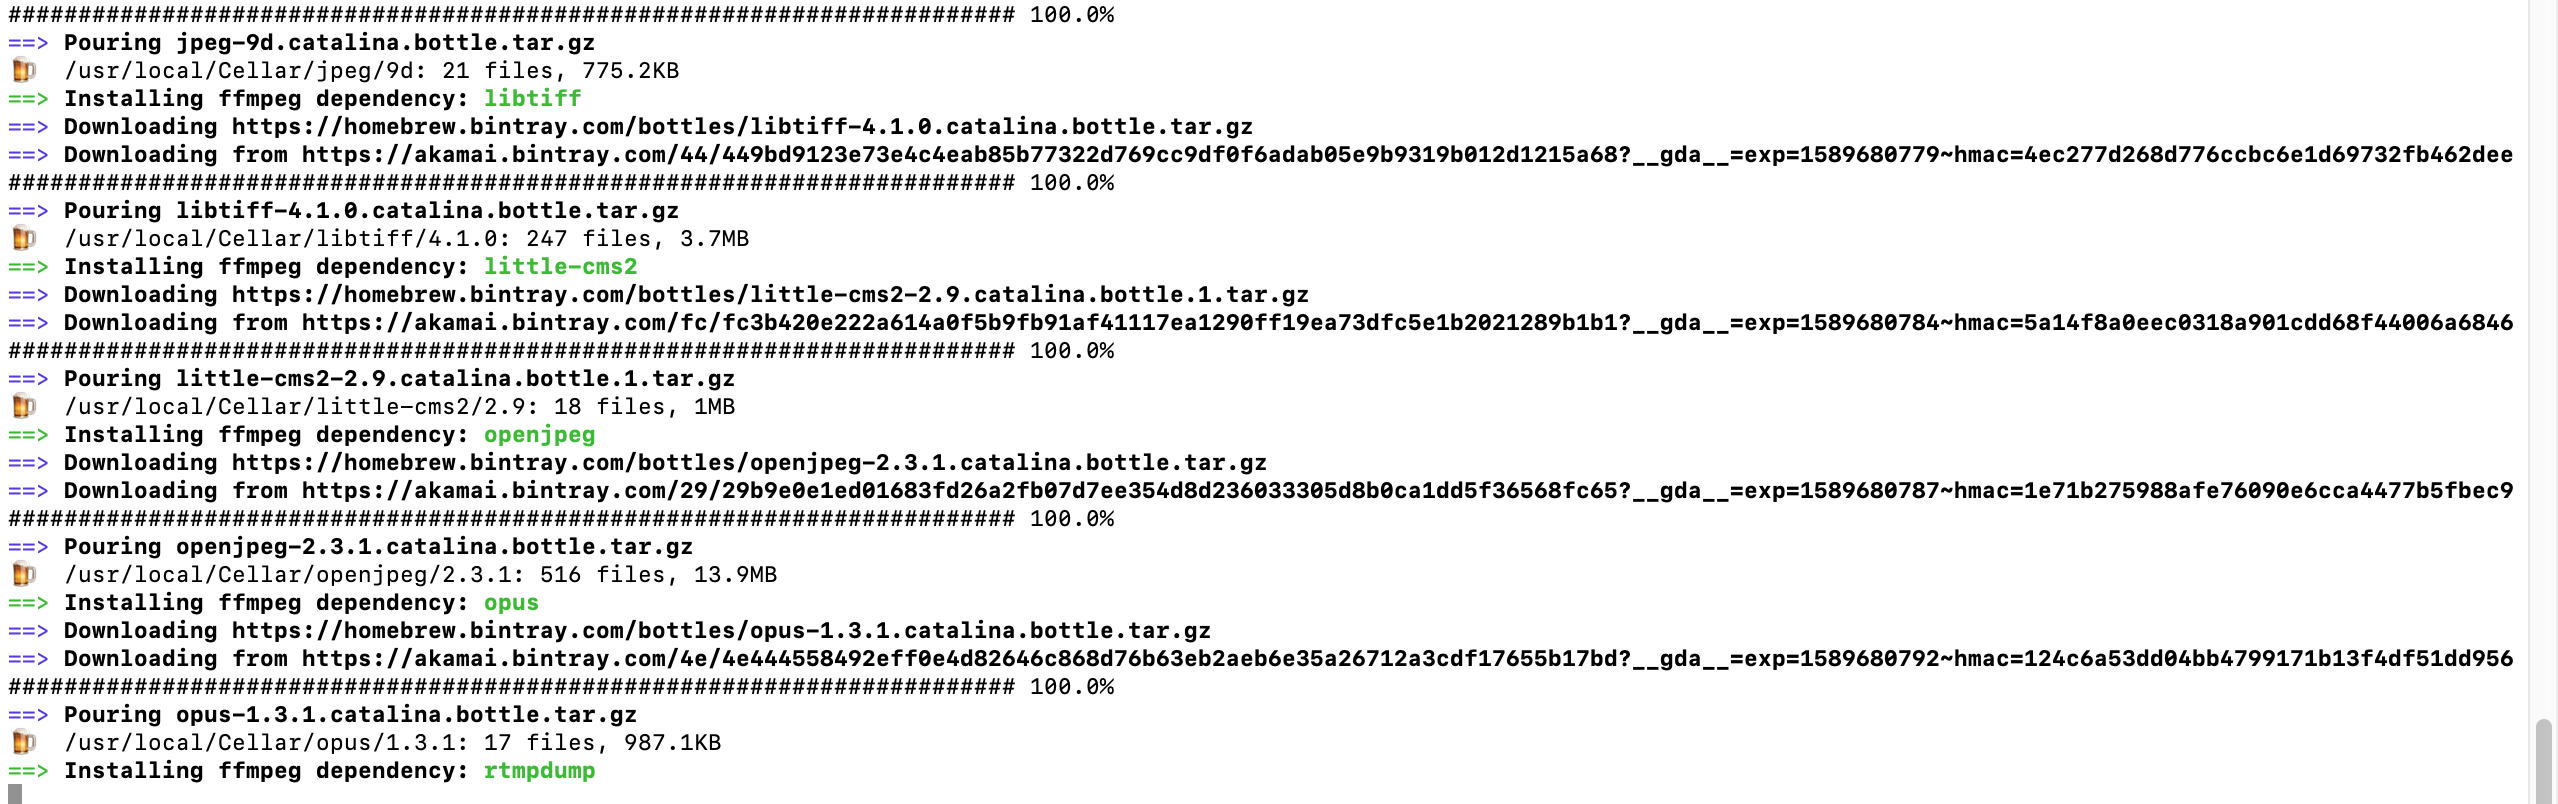 ######################################################################## 100.0%
==> Pouring jpeg-9d.catalina.bottle.tar.gz
🍺  /usr/local/Cellar/jpeg/9d: 21 files, 775.2KB
==> Installing ffmpeg dependency: libtiff
==> Downloading https://homebrew.bintray.com/bottles/libtiff-4.1.0.catalina.bottle.tar.gz
==> Downloading from https://akamai.bintray.com/44/449bd9123e73e4c4eab85b77322d769cc9df0f6adab05e9b9319b012d1215a68?__gda__=exp=1589680779~hmac=4ec277d268d776ccbc6e1d69732fb462dee
######################################################################## 100.0%
==> Pouring libtiff-4.1.0.catalina.bottle.tar.gz
🍺  /usr/local/Cellar/libtiff/4.1.0: 247 files, 3.7MB
==> Installing ffmpeg dependency: little-cms2
==> Downloading https://homebrew.bintray.com/bottles/little-cms2-2.9.catalina.bottle.1.tar.gz
==> Downloading from https://akamai.bintray.com/fc/fc3b420e222a614a0f5b9fb91af41117ea1290ff19ea73dfc5e1b2021289b1b1?__gda__=exp=1589680784~hmac=5a14f8a0eec0318a901cdd68f44006a6846
######################################################################## 100.0%
==> Pouring little-cms2-2.9.catalina.bottle.1.tar.gz
🍺  /usr/local/Cellar/little-cms2/2.9: 18 files, 1MB
==> Installing ffmpeg dependency: openjpeg
==> Downloading https://homebrew.bintray.com/bottles/openjpeg-2.3.1.catalina.bottle.tar.gz
==> Downloading from https://akamai.bintray.com/29/29b9e0e1ed01683fd26a2fb07d7ee354d8d236033305d8b0ca1dd5f36568fc65?__gda__=exp=1589680787~hmac=1e71b275988afe76090e6cca4477b5fbec9
######################################################################## 100.0%
==> Pouring openjpeg-2.3.1.catalina.bottle.tar.gz
🍺  /usr/local/Cellar/openjpeg/2.3.1: 516 files, 13.9MB
==> Installing ffmpeg dependency: opus
==> Downloading https://homebrew.bintray.com/bottles/opus-1.3.1.catalina.bottle.tar.gz
==> Downloading from https://akamai.bintray.com/4e/4e444558492eff0e4d82646c868d76b63eb2aeb6e35a26712a3cdf17655b17bd?__gda__=exp=1589680792~hmac=124c6a53dd04bb4799171b13f4df51dd956
######################################################################## 100.0%
==> Pouring opus-1.3.1.catalina.bottle.tar.gz
🍺  /usr/local/Cellar/opus/1.3.1: 17 files, 987.1KB
==> Installing ffmpeg dependency: rtmpdump